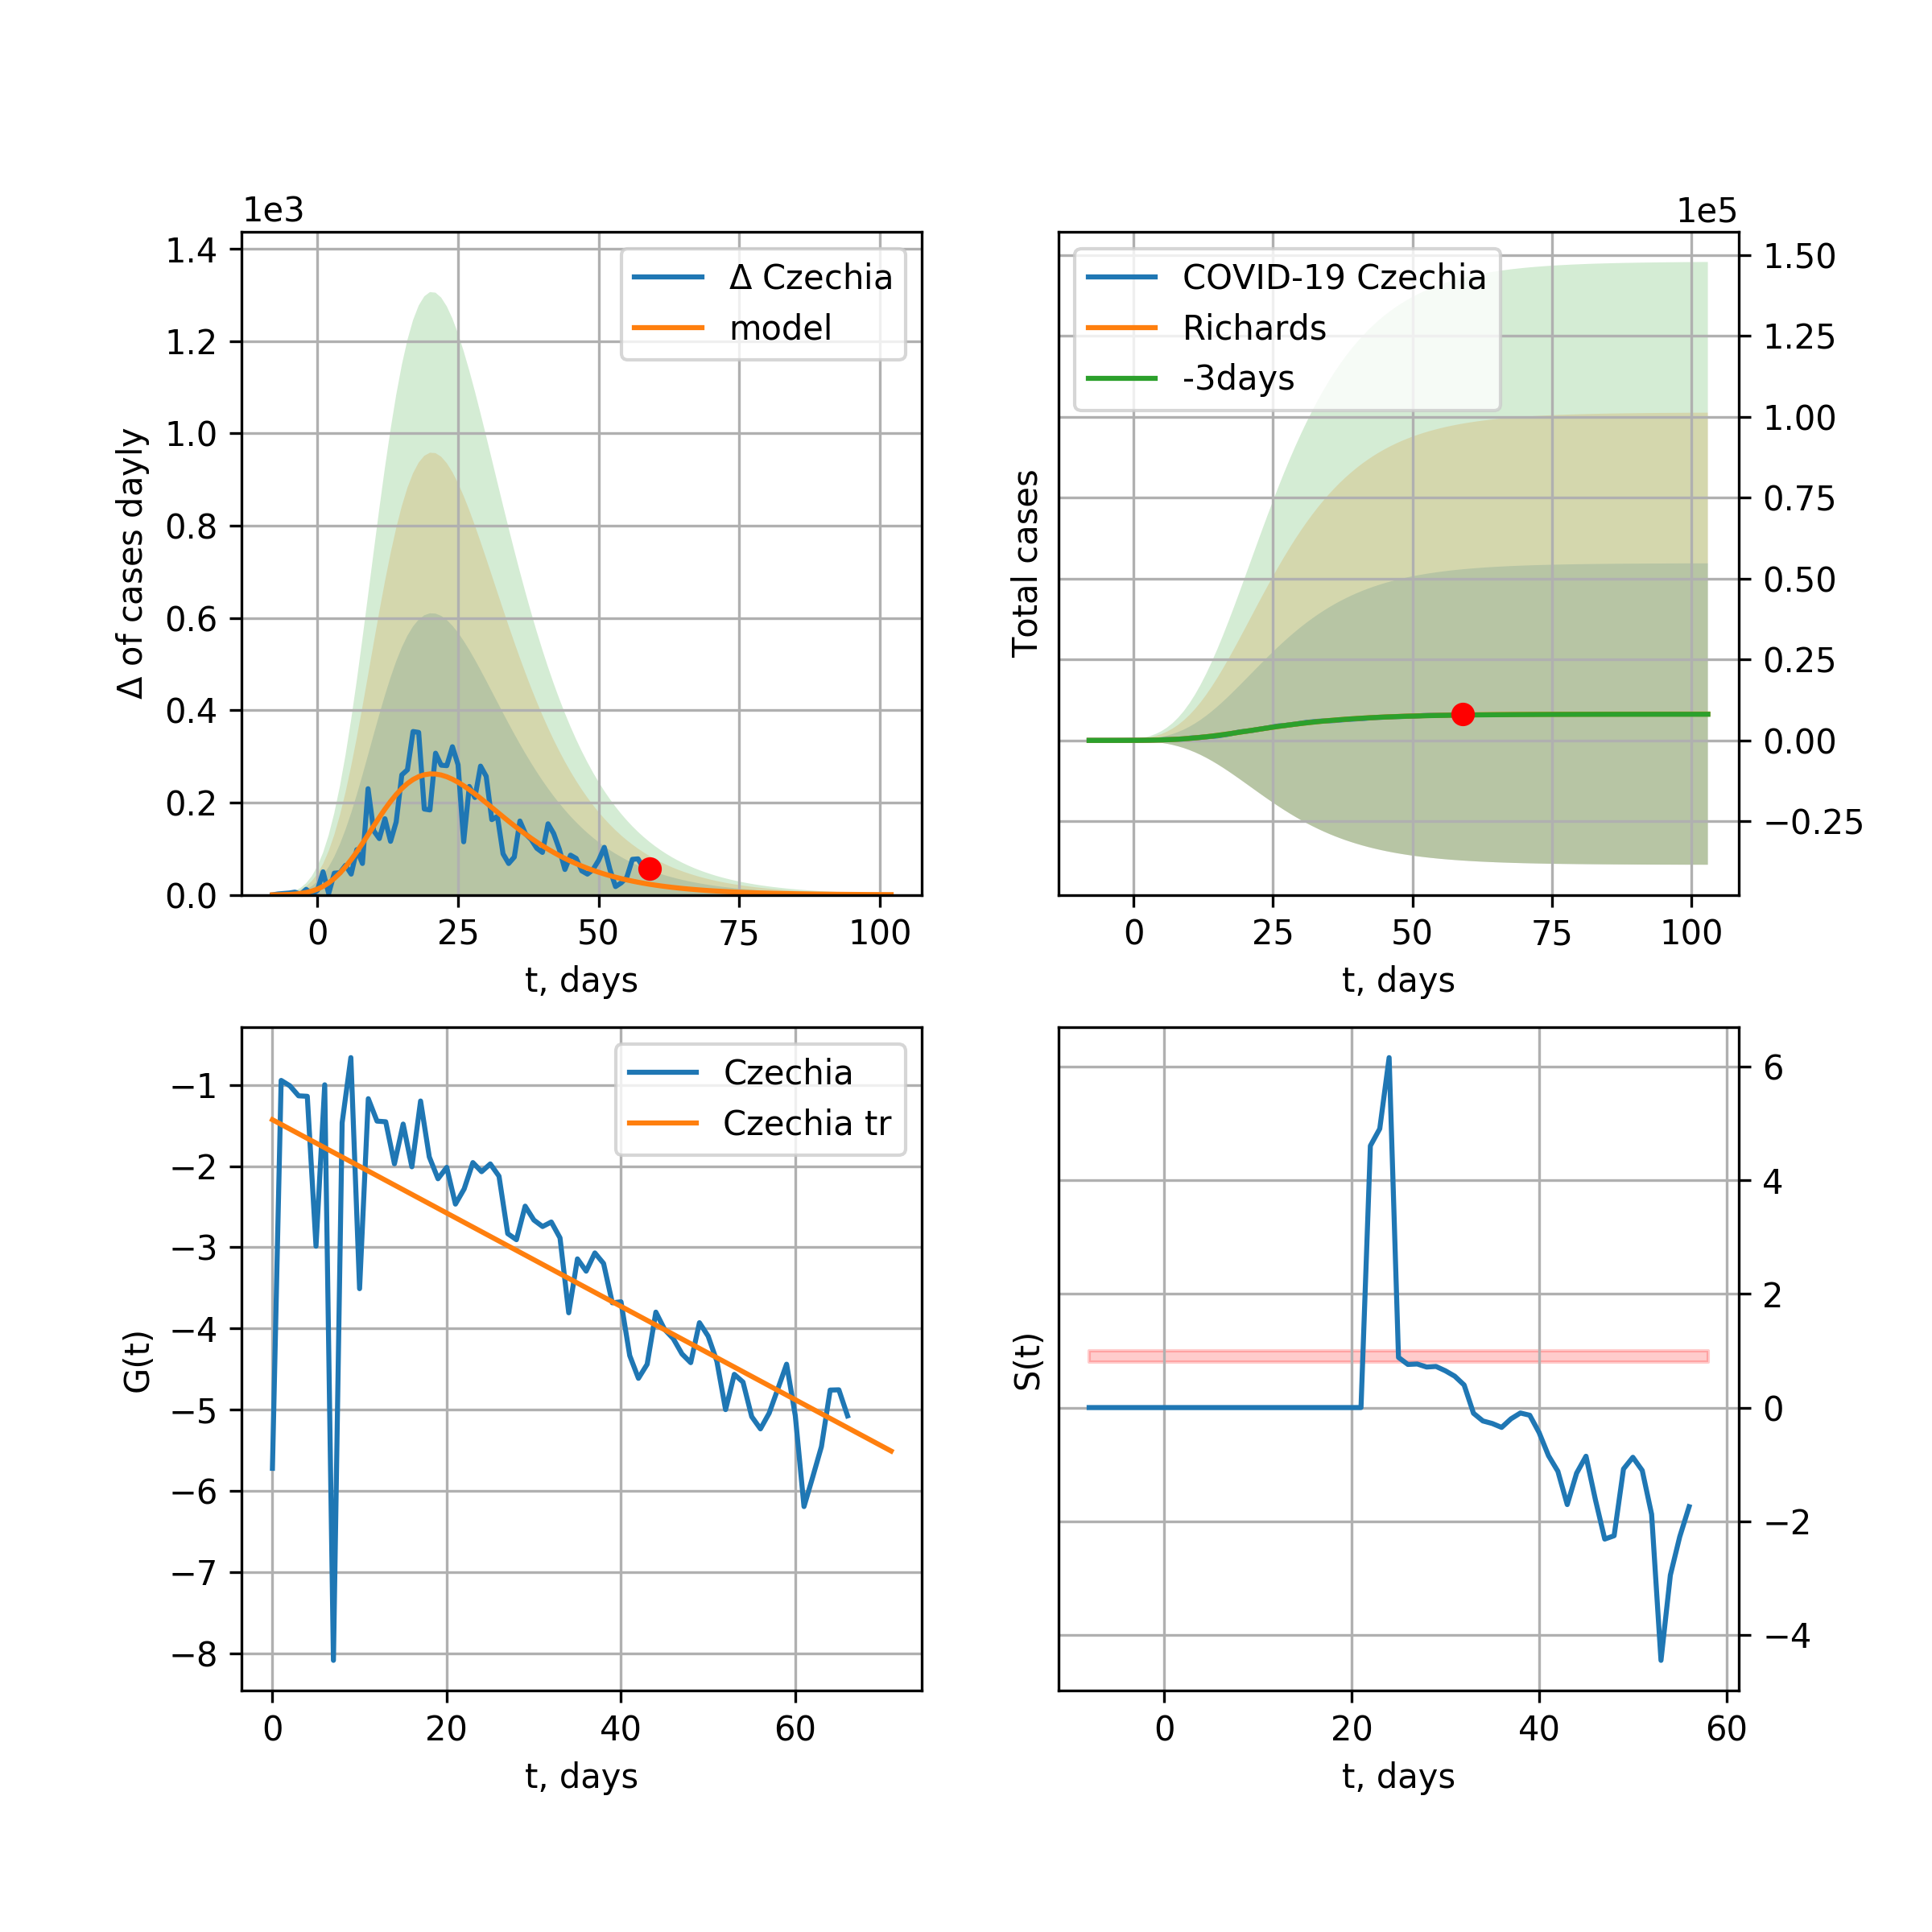 1e3
1.4
1.2
1.0
0.8
0.6
0.4
0.2
0.0
Δ of cases dayly
Δ Czechia
model
0 25 50 75 100
t, days
1e5
1.50
1.25
1.00
0.75
0.50
0.25
0.00
−0.25
Total cases
COVID-19 Czechia
Richards
-3days
0 25 50 75 100
t, days
−1
−2
−3
−4
−5
−6
−7
−8
G(t)
Czechia
Czechia tr
0 20 40 60
t, days
6
4
2
0
−2
−4
S(t)
0 20 40 60
t, days